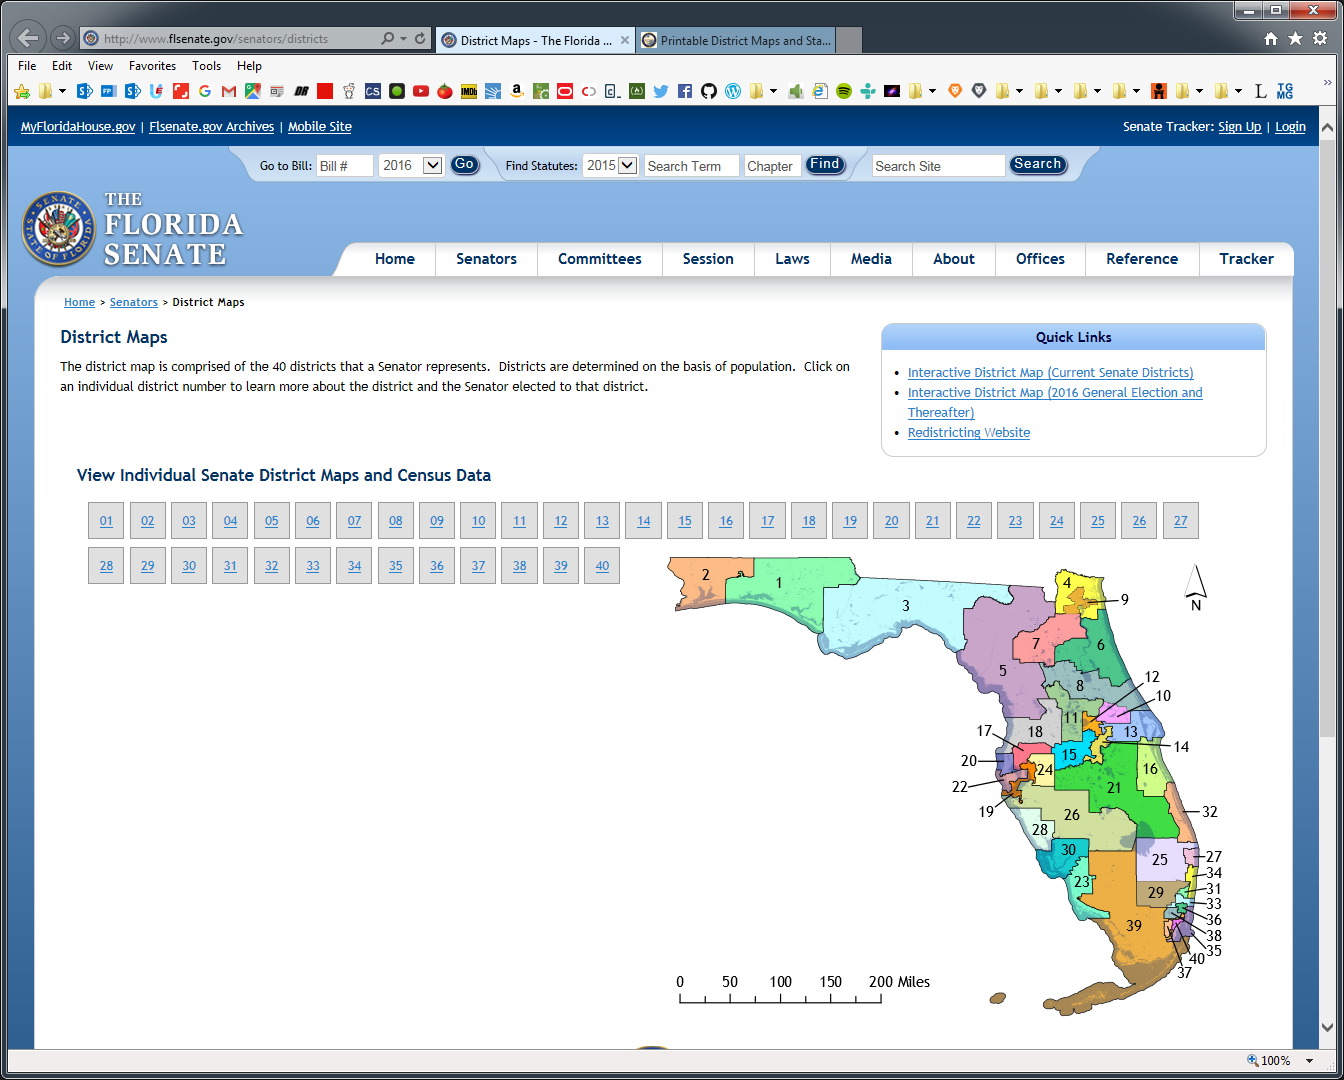 http://www.flsenate.gov/senators/districts
District Maps - The Florida ...
Printable District Maps and Sta...
File Edit View Favorites Tools Help
MyFloridaHouse.gov | Flsenate.gov Archives | Mobile Site
Senate Tracker: Sign Up | Login
Go to Bill: Bill # 2016 Go
Find Statutes: 2015 Search Term Chapter Find
Search Site Search
THE
FLORIDA
SENATE
SENATE
STATE OF FLORIDA
Home Senators Committees Session Laws Media About Offices Reference Tracker
Home > Senators > District Maps
District Maps
The district map is comprised of the 40 districts that a Senator represents. Districts are determined on the basis of population. Click on
an individual district number to learn more about the district and the Senator elected to that district.
Quick Links
Interactive District Map (Current Senate Districts)
Interactive District Map (2016 General Election and
Thereafter)
Redistricting Website
View Individual Senate District Maps and Census Data
01 02 03 04 05 06 07 08 09 10 11 12 13 14 15 16 17 18 19 20 21 22 23 24 25 26 27
28 29 30 31 32 33 34 35 36 37 38 39 40
2
1
3
4
9
7
6
5
8
12
10
11
17
18
13
14
20
15
24
16
22
21
19
26
32
28
30
25
27
34
23
29
31
33
36
39
38
35
40
37
N
0 50 100 150 200 Miles
100%